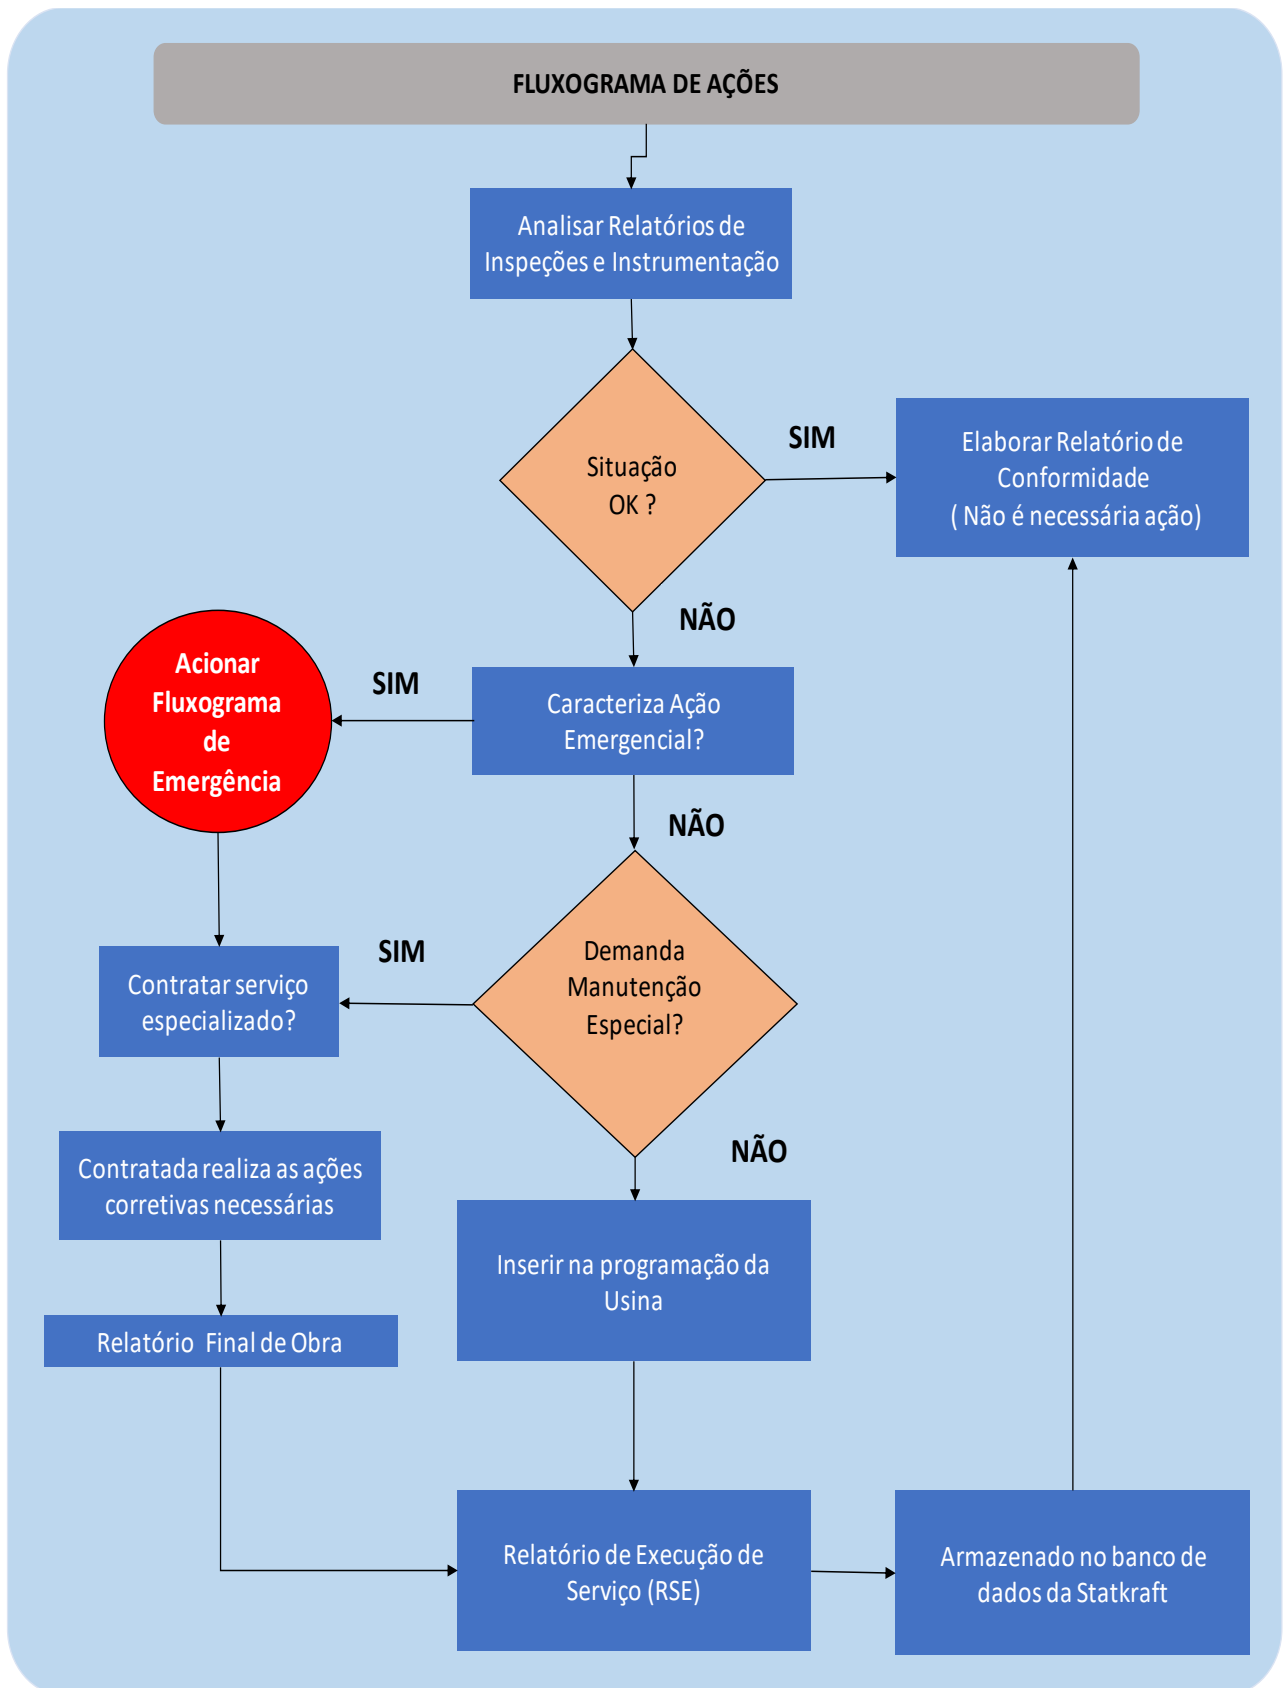 FLUXOGRAMA DE AÇÕES
Analisar Relatórios de
Inspeções e Instrumentação
Situação
OK ?
SIM
Elaborar Relatório de
Conformidade
( Não é necessária ação)
NÃO
Acionar
Fluxograma
de
Emergência
SIM
Caracteriza Ação
Emergencial?
NÃO
Demanda
Manutenção
Especial?
SIM
Contratar serviço
especializado?
Contratada realiza as ações
corretivas necessárias
NÃO
Inserir na programação da
Usina
Relatório Final de Obra
Relatório de Execução de
Serviço (RSE)
Armazenado no banco de
dados da Statkraft